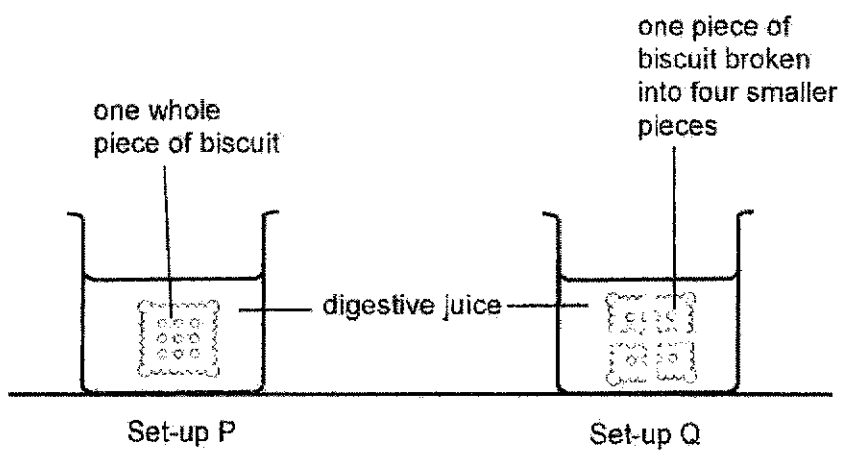 one piece of
biscuit broken
into four smaller
pieces
one whole
piece of biscuit
digestive juice
Set-up P
Set-up Q